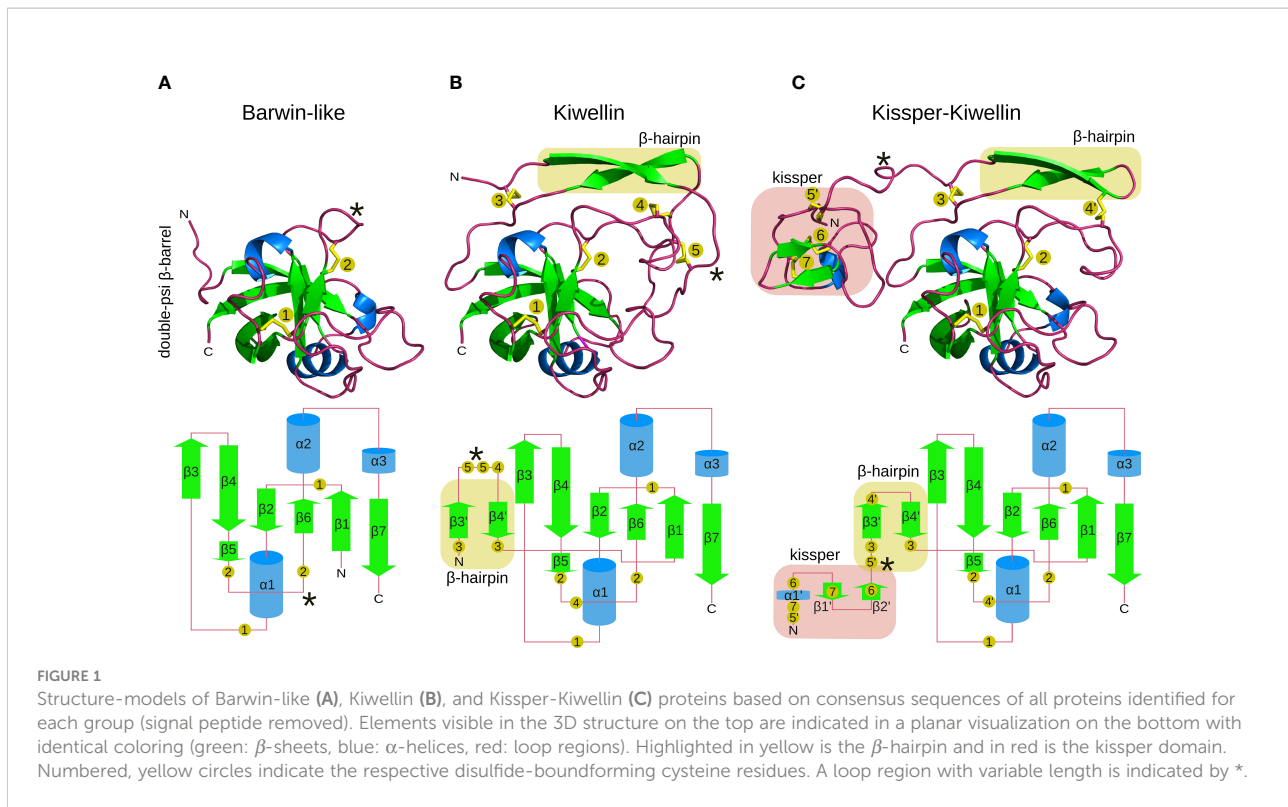 A
B
C
Barwin-like
Kiwellin
Kissper-Kiwellin
β-hairpin
β-hairpin
kissper
double-psi β-barrel
N
*
2
1
C
N
3
4
5
*
2
1
C
*
5'
N
6
7
3
4'
2
1
C
β3
β4
β5
β2
α1
α2
β6
β1
α3
β7
1
2
2
1
N
C
*
5 5 4
*
β3'
β4'
3
3
N
β-hairpin
β3
β4
β5
β2
α1
α2
β6
β1
α3
β7
1
2
2
4
1
C
β-hairpin
4'
β3'
β4'
3
3
5'
*
kissper
6
α1'
7
5'
N
7
β1'
6
β2'
β3
β4
β5
β2
α1
α2
β6
β1
α3
β7
1
2
2
4'
1
C
FIGURE 1
Structure-models of Barwin-like (A), Kiwellin (B), and Kissper-Kiwellin (C) proteins based on consensus sequences of all proteins identified for
each group (signal peptide removed). Elements visible in the 3D structure on the top are indicated in a planar visualization on the bottom with
identical coloring (green: β-sheets, blue: α-helices, red: loop regions). Highlighted in yellow is the β-hairpin and in red is the kissper domain.
Numbered, yellow circles indicate the respective disulfide-boundforming cysteine residues. A loop region with variable length is indicated by *.